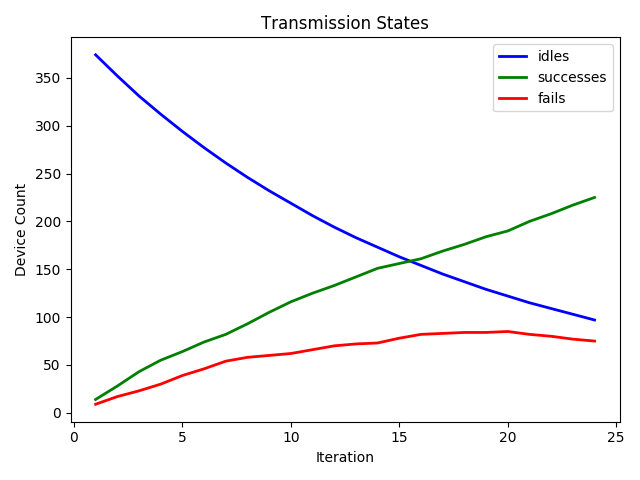 Transmission States
idles
successes
fails
Device Count
350
300
250
200
150
100
50
0
0 5 10 15 20 25
Iteration